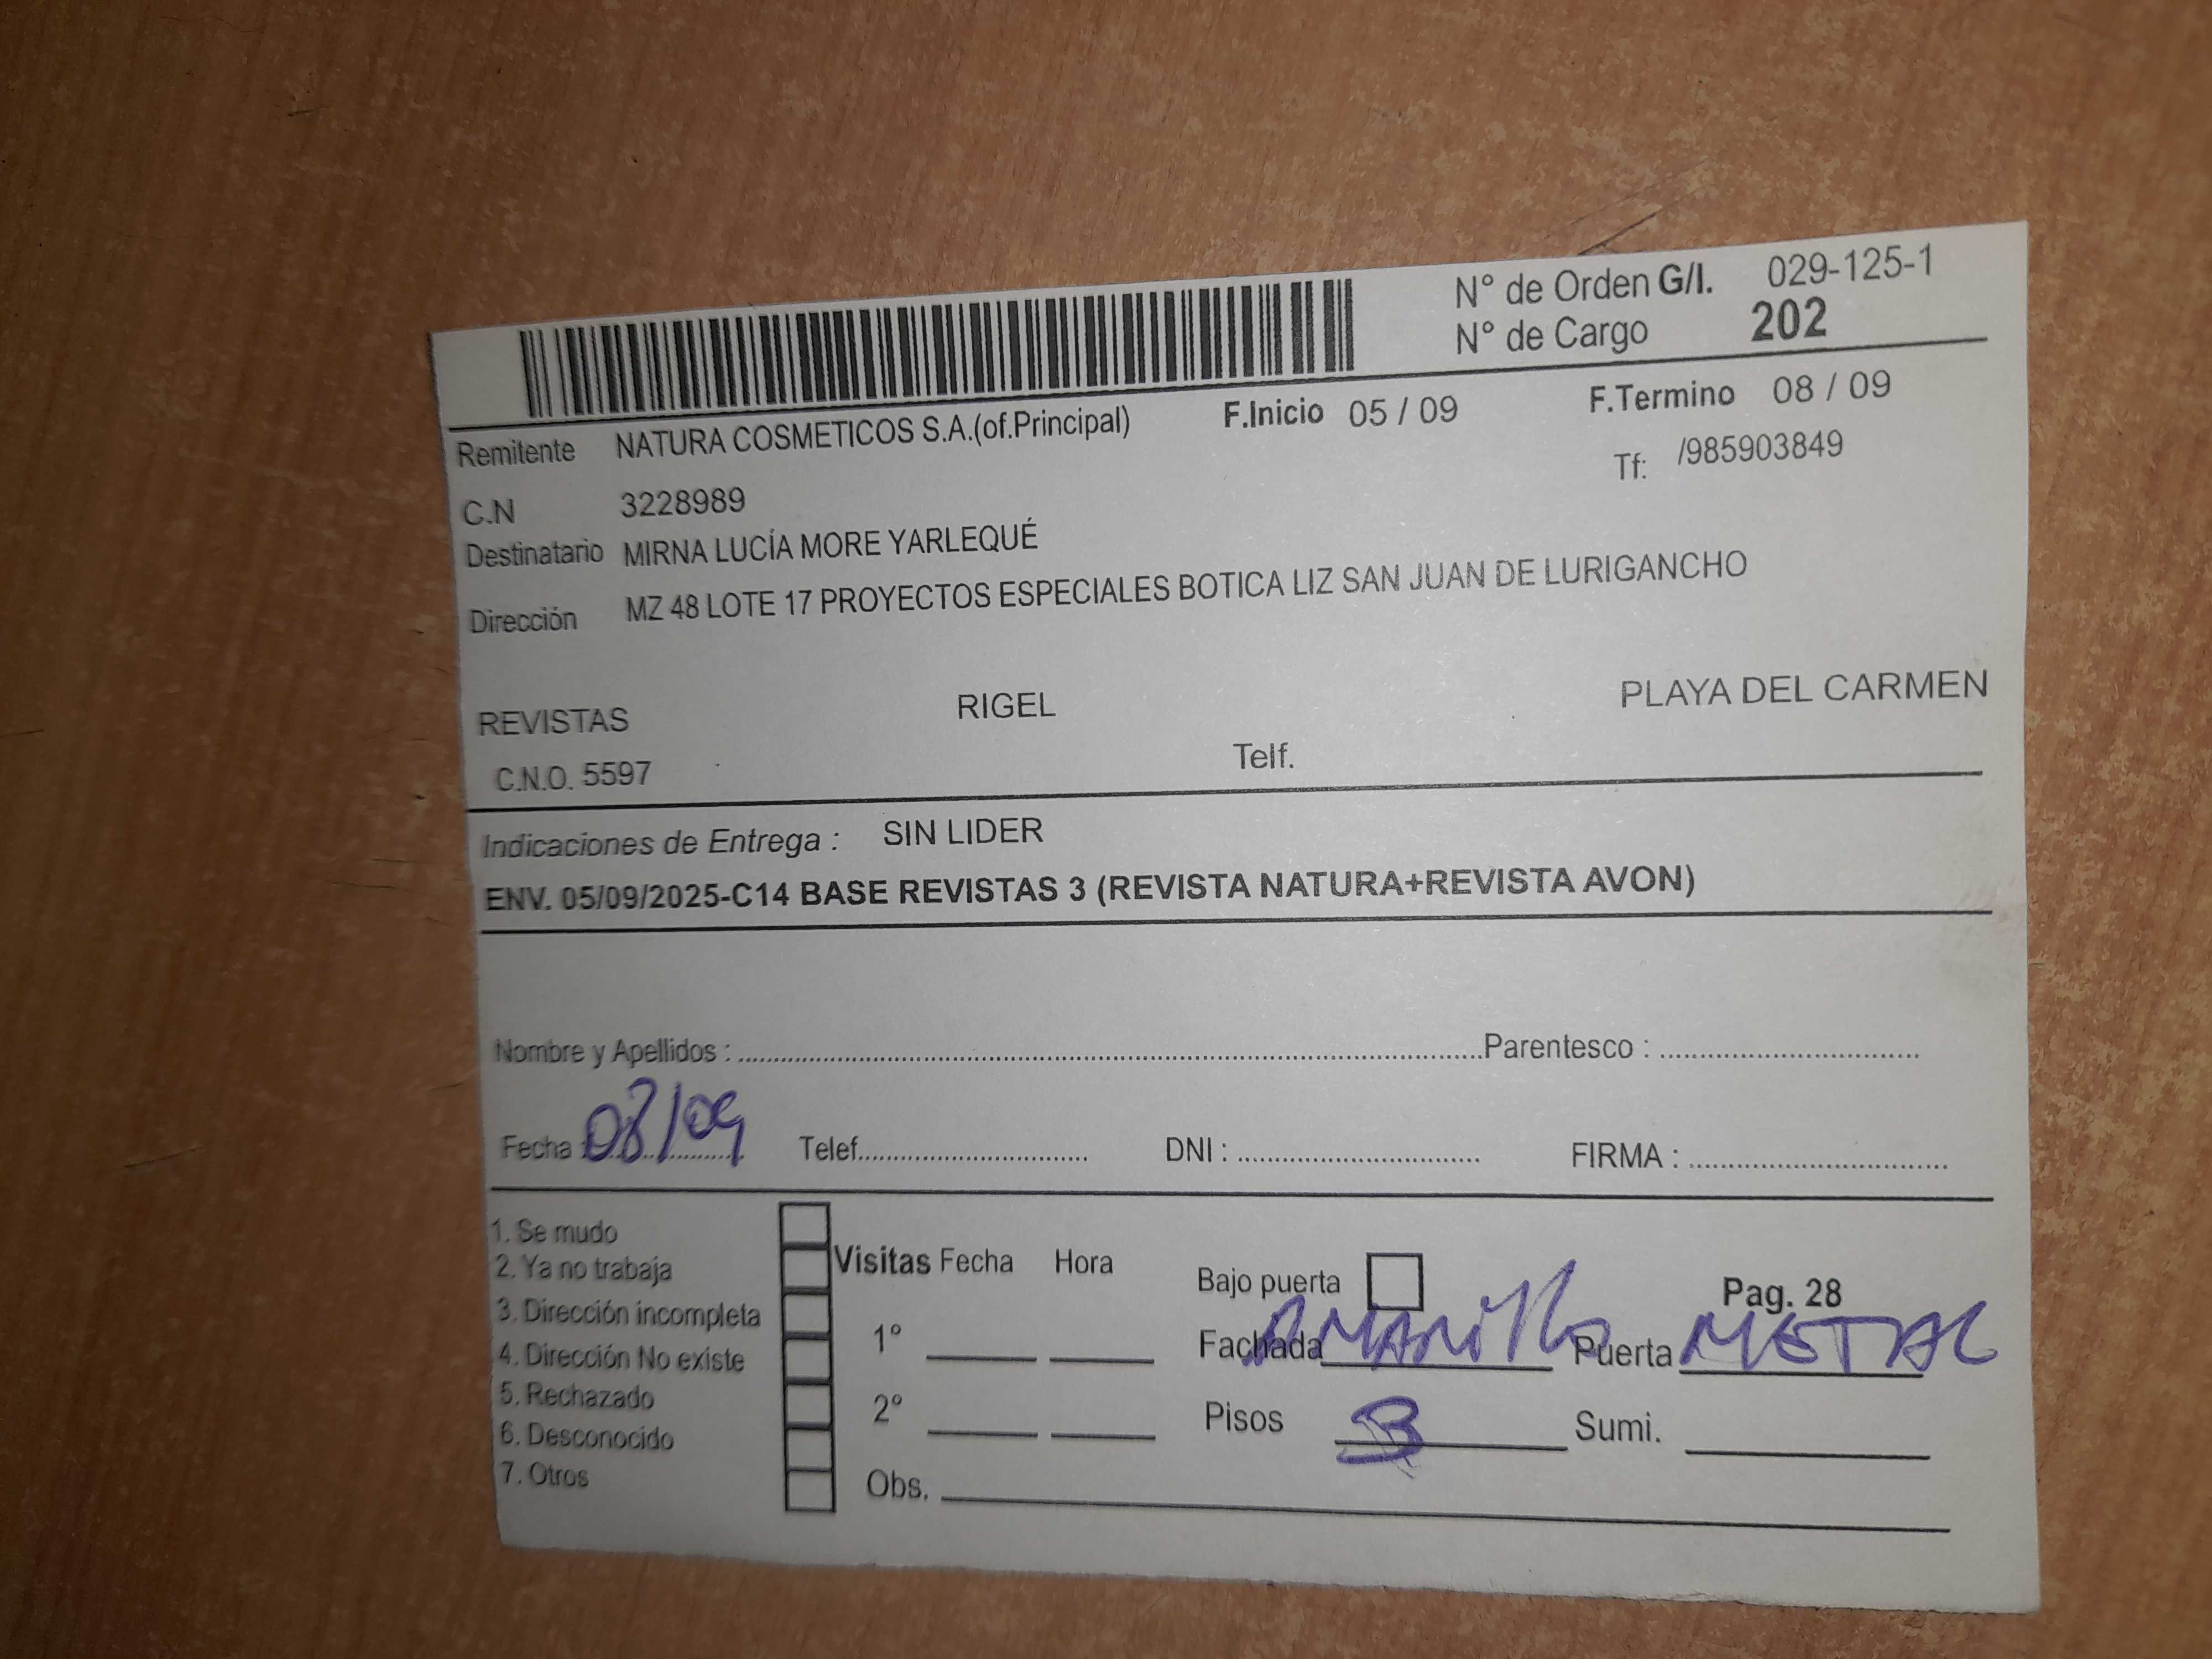 N° de Orden G/I. 029-125-1
N° de Cargo 202
Remitente NATURA COSMETICOS S.A.(of.Principal) F.Inicio 05 / 09 F.Termino 08 / 09
C.N 3228989 Tf: /985903849
Destinatario MIRNA LUCÍA MORE YARLEQUÉ
Dirección MZ 48 LOTE 17 PROYECTOS ESPECIALES BOTICA LIZ SAN JUAN DE LURIGANCHO
REVISTAS RIGEL PLAYA DEL CARMEN
C.N.O. 5597 Telf.
Indicaciones de Entrega : SIN LIDER
ENV. 05/09/2025-C14 BASE REVISTAS 3 (REVISTA NATURA+REVISTA AVON)
Nombre y Apellidos : Parentesco :
Fecha : 08/09 Telef. DNI : FIRMA :
1. Se mudo
2. Ya no trabaja
3. Dirección incompleta
4. Dirección No existe
5. Rechazado
6. Desconocido
7. Otros
Visitas Fecha Hora
1°
2°
Obs.
Bajo puerta Pag. 28
Fachada AMARillo Puerta METAL
Pisos 3 Sumi.